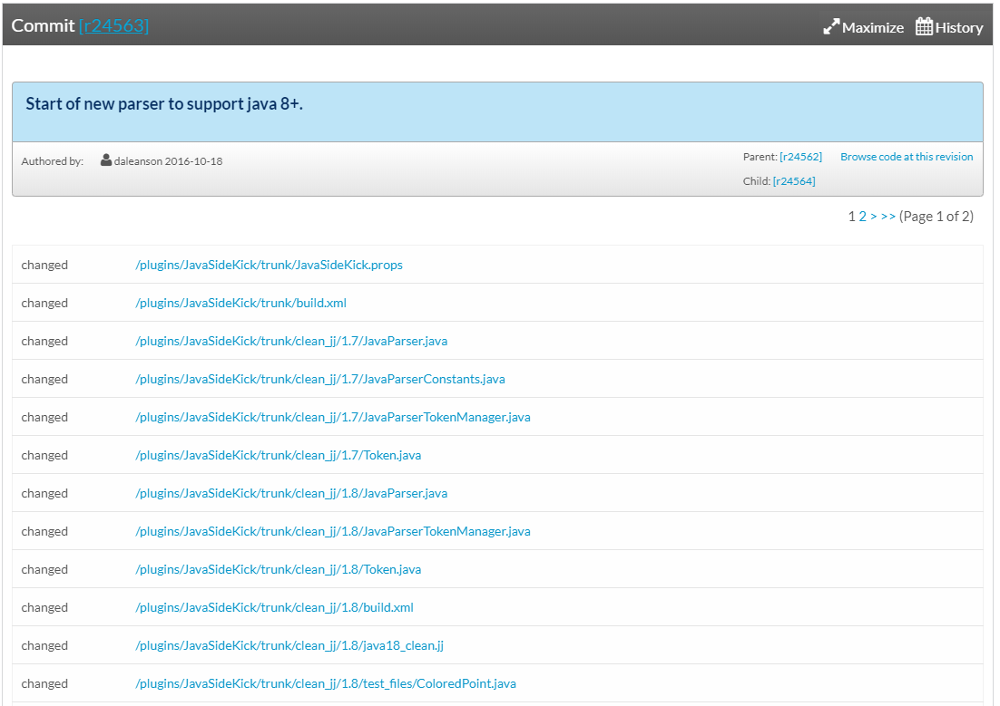 Commit [r24563] Maximize History
Start of new parser to support java 8+.
Authored by: daleanson 2016-10-18 Parent: [r24562] Browse code at this revision
Child: [r24564]
1 2 > >> (Page 1 of 2)
changed /plugins/JavaSideKick/trunk/JavaSideKick.props
changed /plugins/JavaSideKick/trunk/build.xml
changed /plugins/JavaSideKick/trunk/clean_jj/1.7/JavaParser.java
changed /plugins/JavaSideKick/trunk/clean_jj/1.7/JavaParserConstants.java
changed /plugins/JavaSideKick/trunk/clean_jj/1.7/JavaParserTokenManager.java
changed /plugins/JavaSideKick/trunk/clean_jj/1.7/Token.java
changed /plugins/JavaSideKick/trunk/clean_jj/1.8/JavaParser.java
changed /plugins/JavaSideKick/trunk/clean_jj/1.8/JavaParserTokenManager.java
changed /plugins/JavaSideKick/trunk/clean_jj/1.8/Token.java
changed /plugins/JavaSideKick/trunk/clean_jj/1.8/build.xml
changed /plugins/JavaSideKick/trunk/clean_jj/1.8/java18_clean.jj
changed /plugins/JavaSideKick/trunk/clean_jj/1.8/test_files/ColoredPoint.java